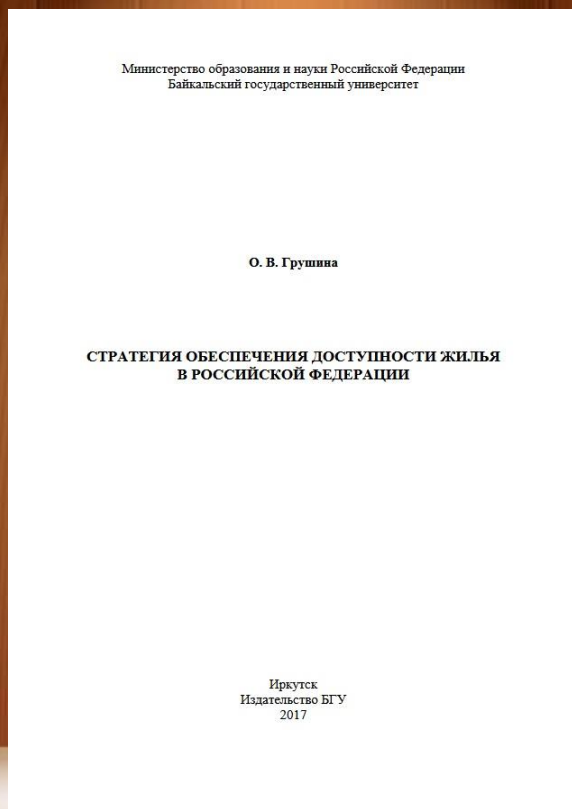 Министерство образования и науки Российской Федерации
Байкальский государственный университет
О. В. Грушина
СТРАТЕГИЯ ОБЕСПЕЧЕНИЯ ДОСТУПНОСТИ ЖИЛЬЯ
В РОССИЙСКОЙ ФЕДЕРАЦИИ
Иркутск
Издательство БГУ
2017